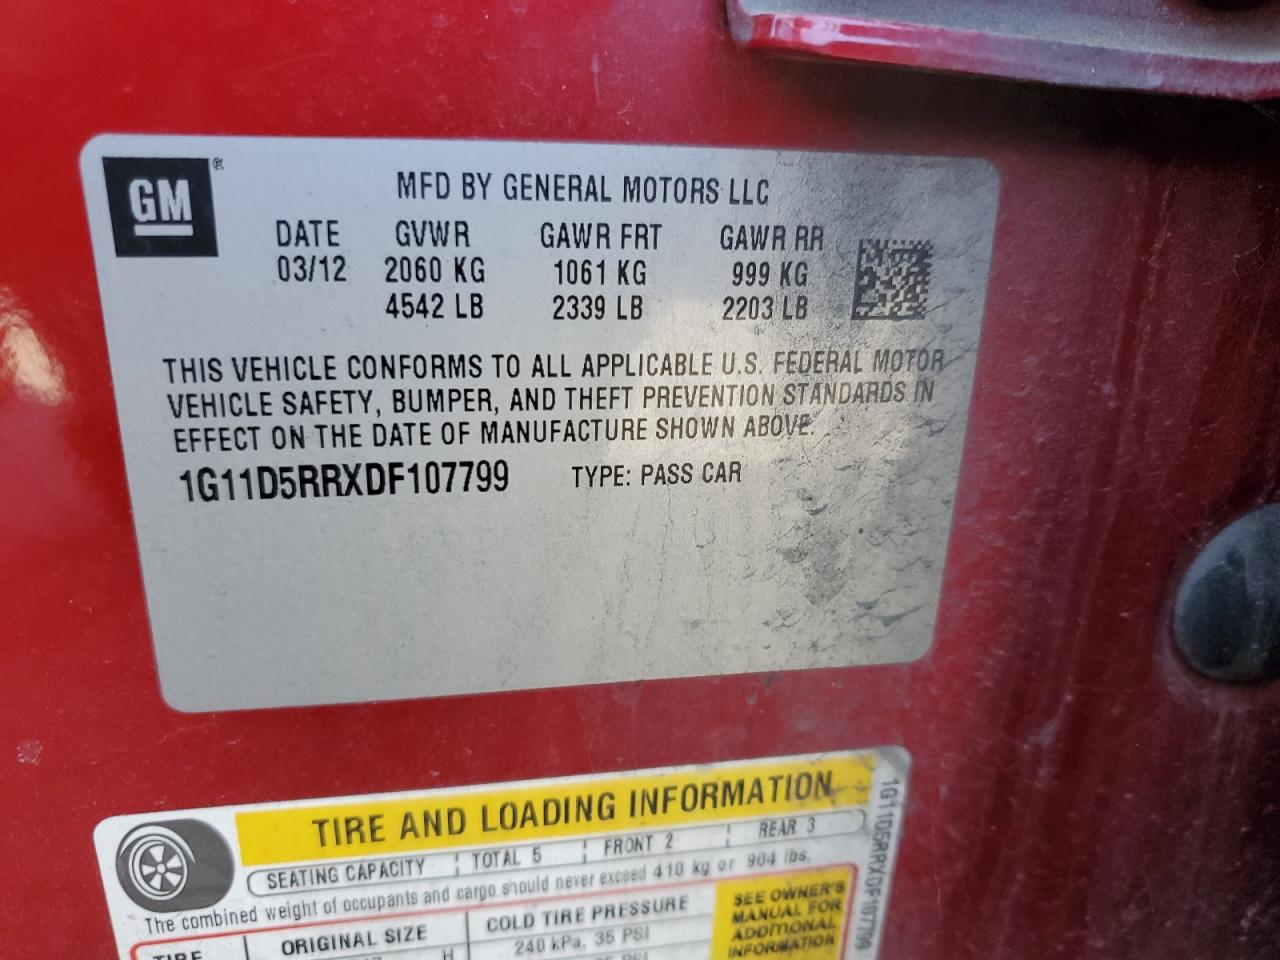 GM®
MFD BY GENERAL MOTORS LLC
DATE GVWR GAWR FRT GAWR RR
03/12 2060 KG 1061 KG 999 KG
4542 LB 2339 LB 2203 LB
THIS VEHICLE CONFORMS TO ALL APPLICABLE U.S. FEDERAL MOTOR
VEHICLE SAFETY, BUMPER, AND THEFT PREVENTION STANDARDS IN
EFFECT ON THE DATE OF MANUFACTURE SHOWN ABOVE.
1G11D5RRXDF107799 TYPE: PASS CAR
TIRE AND LOADING INFORMATION
SEATING CAPACITY TOTAL 5 FRONT 2 REAR 3
The combined weight of occupants and cargo should never exceed 410 kg or 904 lbs.
TIRE ORIGINAL SIZE COLD TIRE PRESSURE
240 kPa, 35 PSI
SEE OWNER'S
MANUAL FOR
ADDITIONAL
INFORMATION
1G11D5RRXDF107799